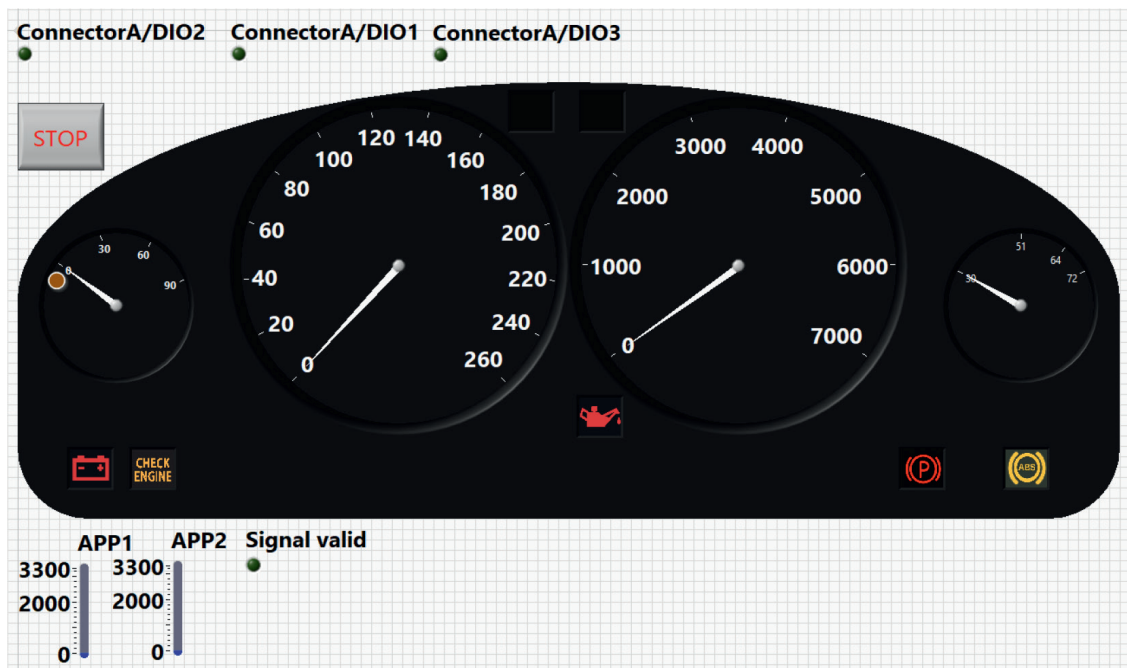 ConnectorA/DIO2 ConnectorA/DIO1 ConnectorA/DIO3
STOP
0 30 60 90
0 20 40 60 80 100 120 140 160 180 200 220 240 260
0 1000 2000 3000 4000 5000 6000 7000
30 51 64 72
CHECK
ENGINE
P
ABS
APP1 APP2 Signal valid
3300 3300
2000 2000
0 0